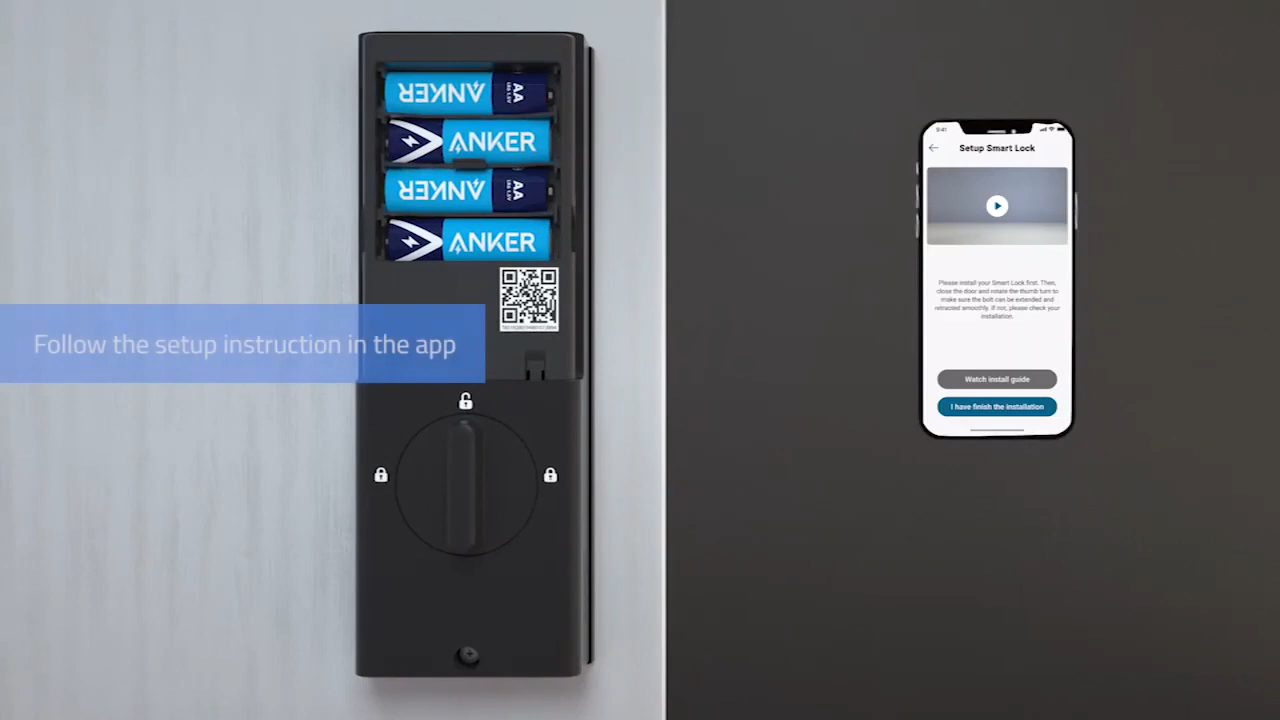 ANKER AA
ANKER
ANKER AA
ANKER
Follow the setup instruction in the app
9:41
Setup Smart Lock
Please install your Smart Lock first. Then,
close the door and rotate the thumb turn to
make sure the bolt can be extended and
retracted smoothly. If not, please check your
installation.
Watch install guide
I have finish the installation